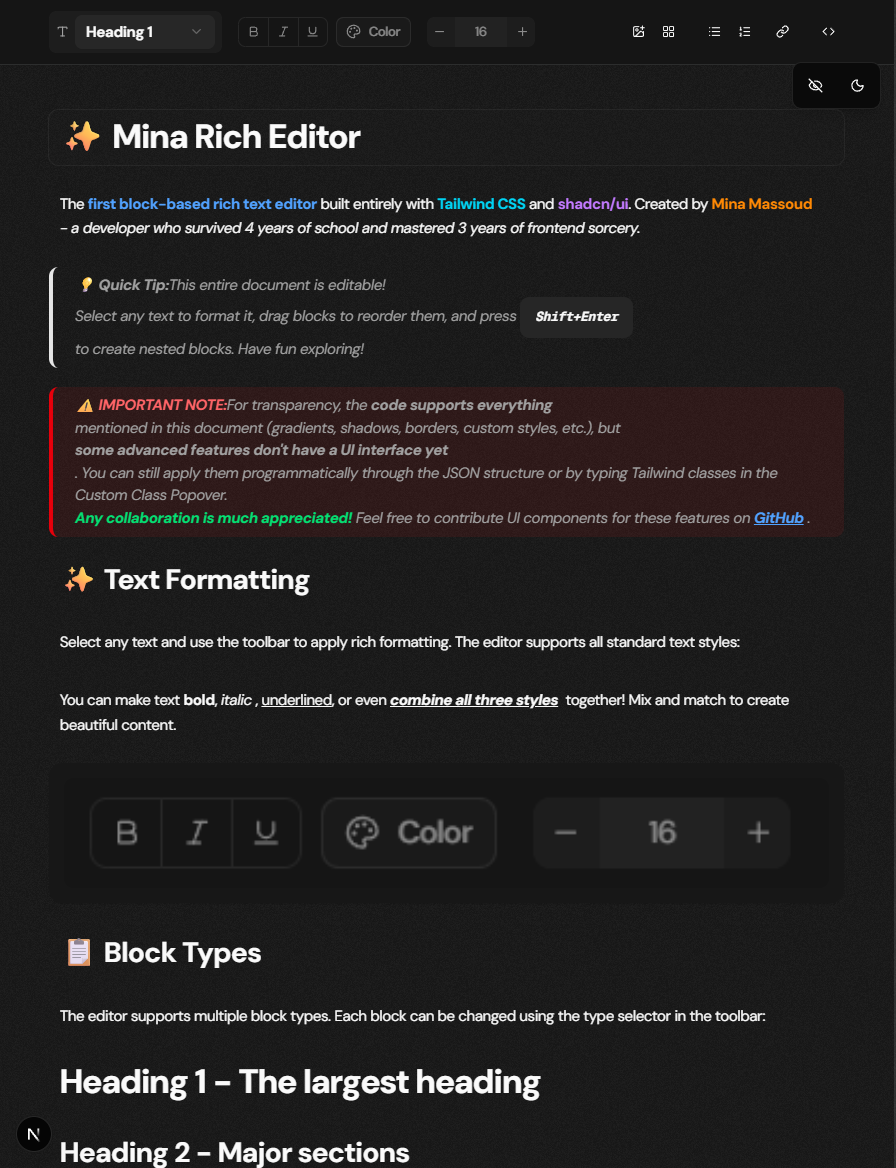 T Heading 1 B I U Color − 16 +
✨ Mina Rich Editor
The first block-based rich text editor built entirely with Tailwind CSS and shadcn/ui. Created by Mina Massoud
- a developer who survived 4 years of school and mastered 3 years of frontend sorcery.
💡 Quick Tip:This entire document is editable!
Select any text to format it, drag blocks to reorder them, and press Shift+Enter
to create nested blocks. Have fun exploring!
⚠️ IMPORTANT NOTE:For transparency, the code supports everything
mentioned in this document (gradients, shadows, borders, custom styles, etc.), but
some advanced features don't have a UI interface yet
. You can still apply them programmatically through the JSON structure or by typing Tailwind classes in the
Custom Class Popover.
Any collaboration is much appreciated! Feel free to contribute UI components for these features on GitHub .
✨ Text Formatting
Select any text and use the toolbar to apply rich formatting. The editor supports all standard text styles:
You can make text bold, italic , underlined, or even combine all three styles together! Mix and match to create
beautiful content.
B I U Color − 16 +
📋 Block Types
The editor supports multiple block types. Each block can be changed using the type selector in the toolbar:
Heading 1 - The largest heading
N
Heading 2 - Major sections